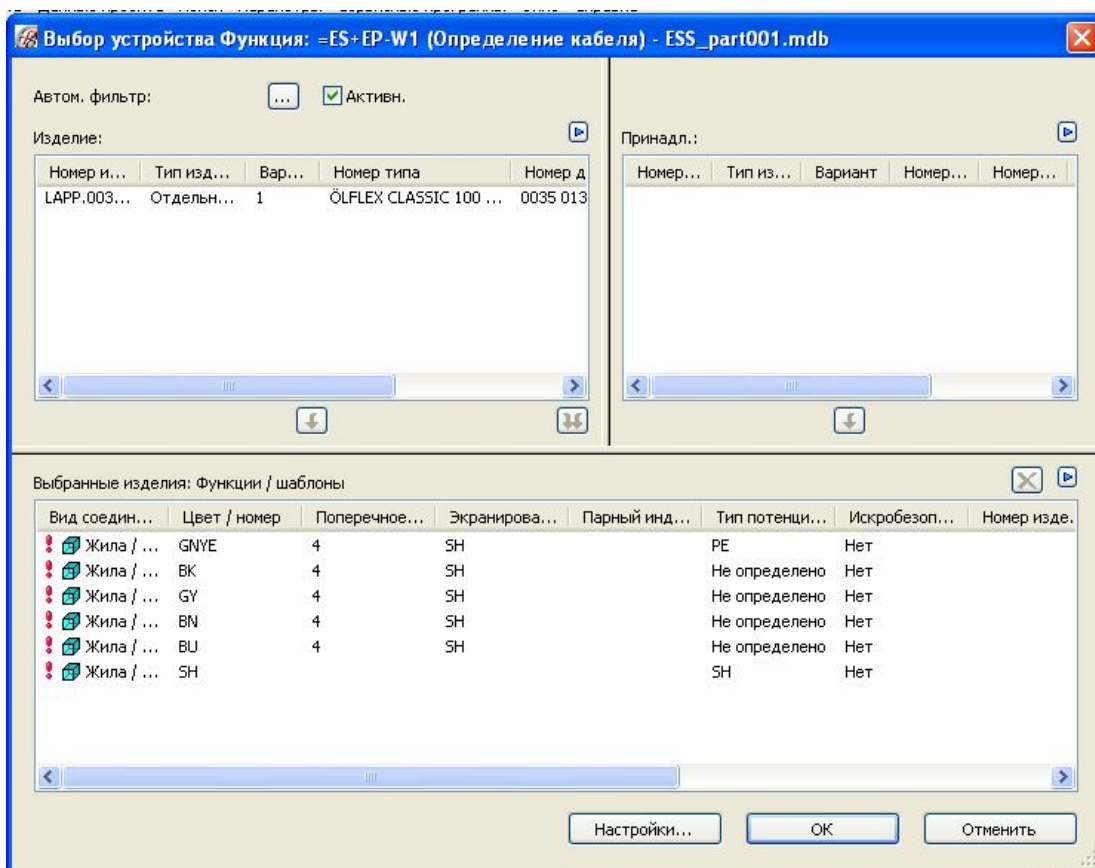 Выбор устройства Функция: =ES+EP-W1 (Определение кабеля) - ESS_part001.mdb
Автом. фильтр: ... Активн.
Изделие:
Номер и... Тип изд... Вар... Номер типа Номер д
LAPP.003... Отдельн... 1 ÖLFLEX CLASSIC 100 ... 0035 013
Принадл.:
Номер... Тип из... Вариант Номер... Номер...
Выбранные изделия: Функции / шаблоны
Вид соедин... Цвет / номер Поперечное... Экранирова... Парный инд... Тип потенци... Искробезоп... Номер изде.
Жила / ... GNYE 4 SH PE Нет
Жила / ... BK 4 SH Не определено Нет
Жила / ... GY 4 SH Не определено Нет
Жила / ... BN 4 SH Не определено Нет
Жила / ... BU 4 SH Не определено Нет
Жила / ... SH SH Нет
Настройки... ОК Отменить